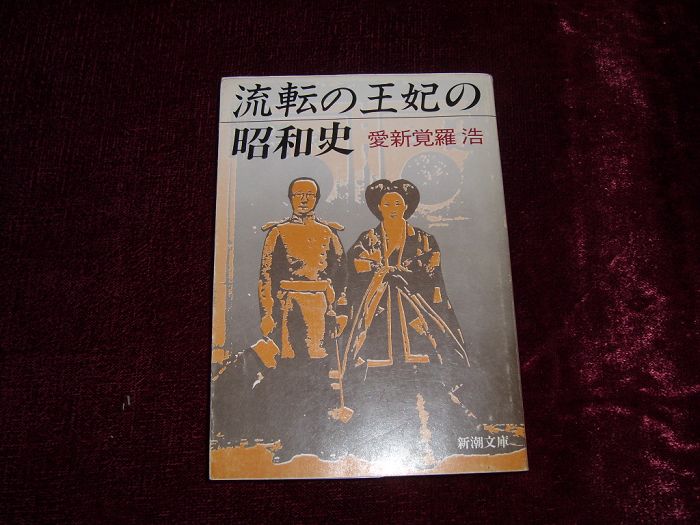 流転の王妃の
昭和史 愛新覚羅 浩
新潮文庫